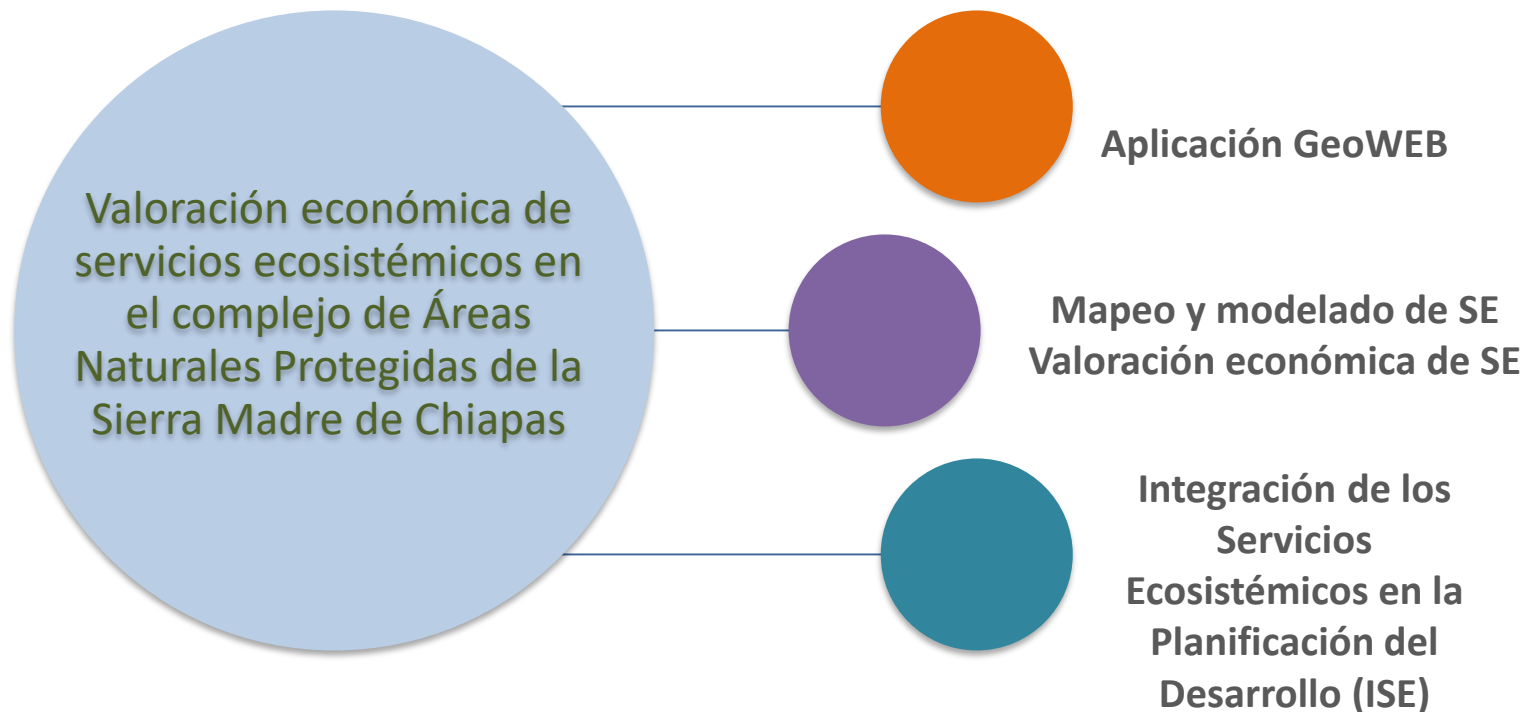 Valoración económica de
servicios ecosistémicos en
el complejo de Áreas
Naturales Protegidas de la
Sierra Madre de Chiapas
Aplicación GeoWEB
Mapeo y modelado de SE
Valoración económica de SE
Integración de los
Servicios
Ecosistémicos en la
Planificación del
Desarrollo (ISE)